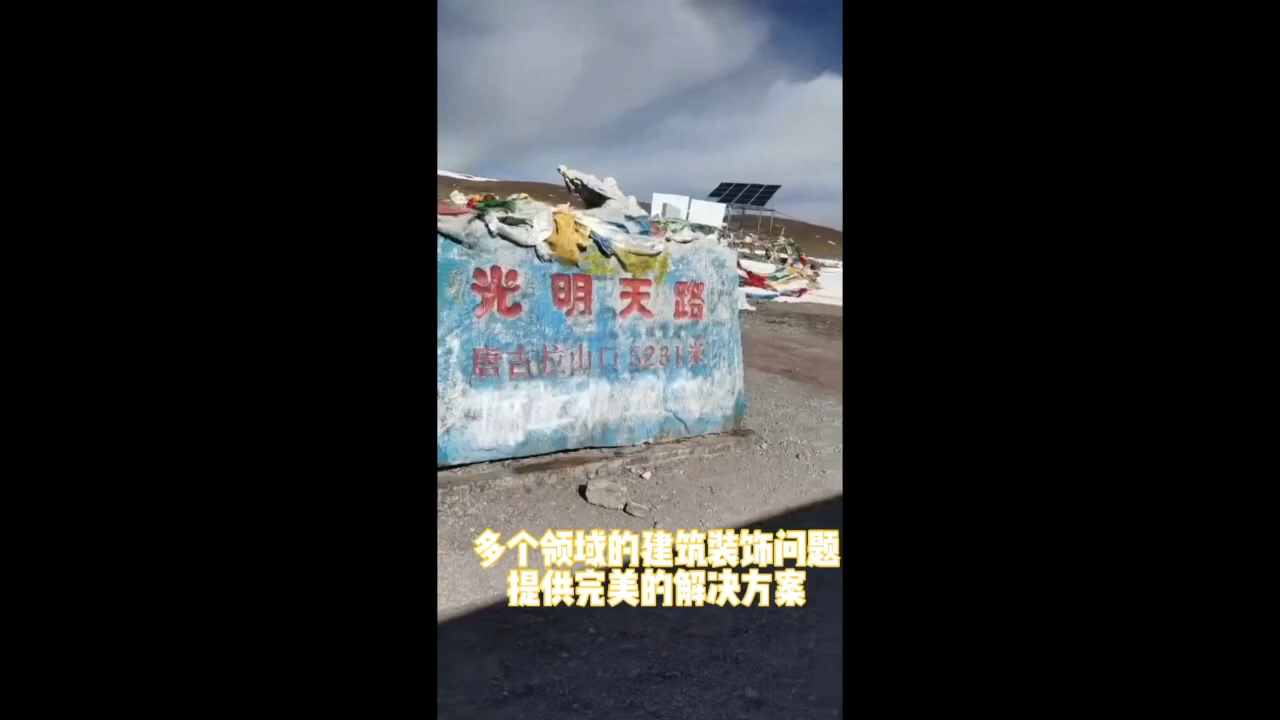 光明天路
唐古拉山口5231米
多个领域的建筑装饰问题
提供完美的解决方案